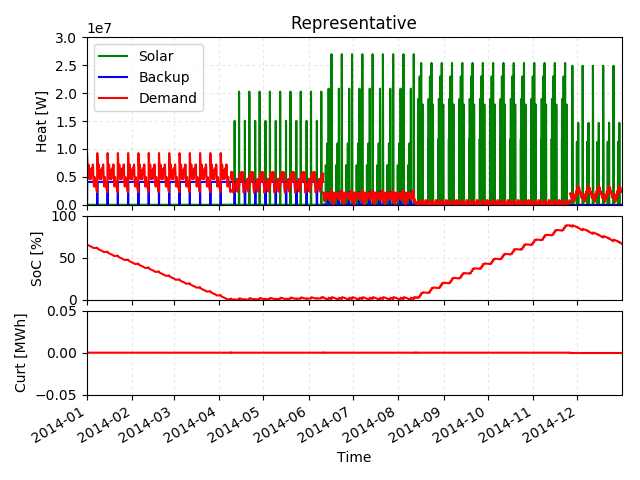 Representative
1e7
3.0
2.5
2.0
1.5
1.0
0.5
0.0
Heat [W]
Solar
Backup
Demand
100
50
0
SoC [%]
0.05
0.00
−0.05
Curt [MWh]
2014-01
2014-02
2014-03
2014-04
2014-05
2014-06
2014-07
2014-08
2014-09
2014-10
2014-11
2014-12
Time